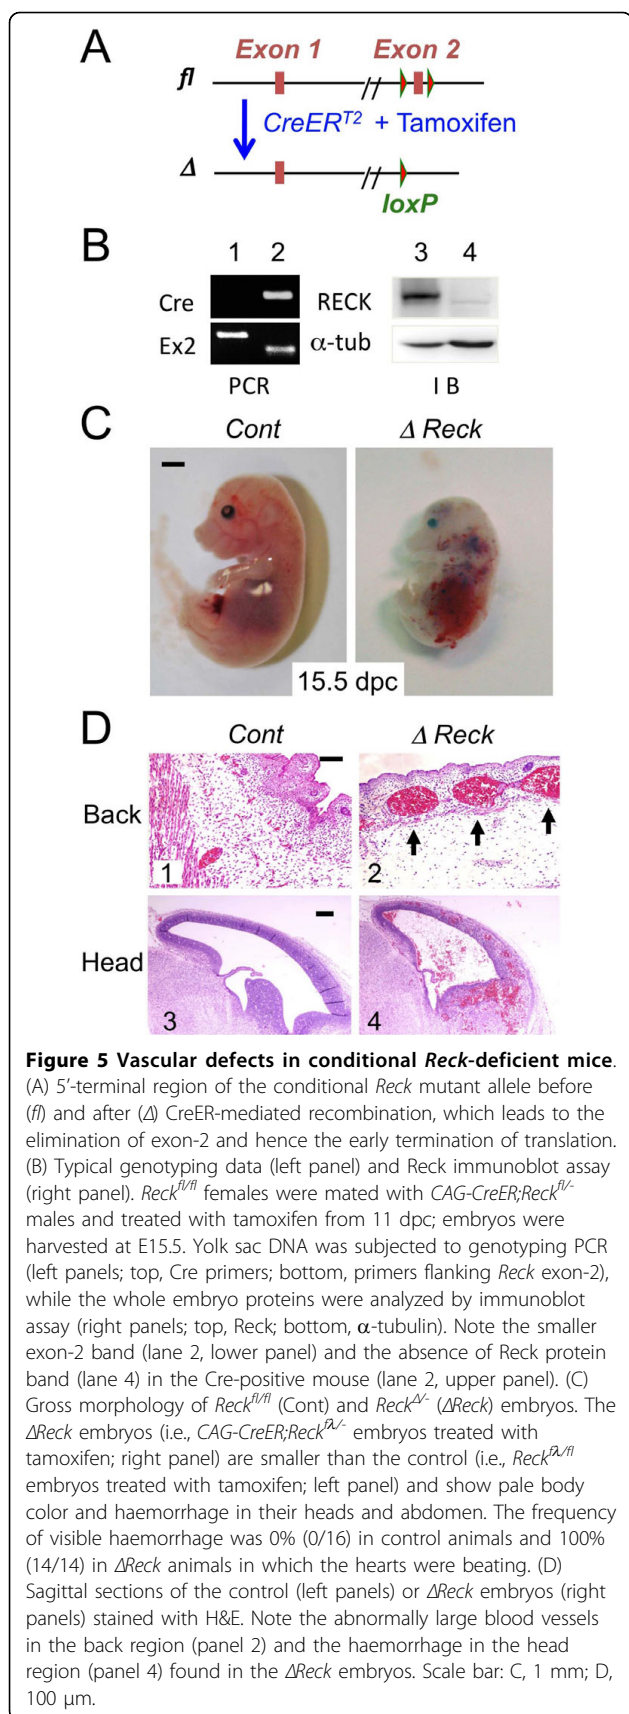 A
Exon 1 Exon 2
fl
CreER^T2 + Tamoxifen
Δ
loxP
B
1 2 3 4
Cre RECK
Ex2 α-tub
PCR I B
C
Cont Δ Reck
15.5 dpc
D
Cont Δ Reck
Back
1 2
Head
3 4
Figure 5 Vascular defects in conditional Reck-deficient mice.
(A) 5’-terminal region of the conditional Reck mutant allele before
(fl) and after (Δ) CreER-mediated recombination, which leads to the
elimination of exon-2 and hence the early termination of translation.
(B) Typical genotyping data (left panel) and Reck immunoblot assay
(right panel). Reck^fl/fl females were mated with CAG-CreER;Reck^fl/-
males and treated with tamoxifen from 11 dpc; embryos were
harvested at E15.5. Yolk sac DNA was subjected to genotyping PCR
(left panels; top, Cre primers; bottom, primers flanking Reck exon-2),
while the whole embryo proteins were analyzed by immunoblot
assay (right panels; top, Reck; bottom, α-tubulin). Note the smaller
exon-2 band (lane 2, lower panel) and the absence of Reck protein
band (lane 4) in the Cre-positive mouse (lane 2, upper panel). (C)
Gross morphology of Reck^fl/fl (Cont) and Reck^Δ/- (ΔReck) embryos. The
ΔReck embryos (i.e., CAG-CreER;Reck^fλ/- embryos treated with
tamoxifen; right panel) are smaller than the control (i.e., Reck^fλ/fl
embryos treated with tamoxifen; left panel) and show pale body
color and haemorrhage in their heads and abdomen. The frequency
of visible haemorrhage was 0% (0/16) in control animals and 100%
(14/14) in ΔReck animals in which the hearts were beating. (D)
Sagittal sections of the control (left panels) or ΔReck embryos (right
panels) stained with H&E. Note the abnormally large blood vessels
in the back region (panel 2) and the haemorrhage in the head
region (panel 4) found in the ΔReck embryos. Scale bar: C, 1 mm; D,
100 μm.